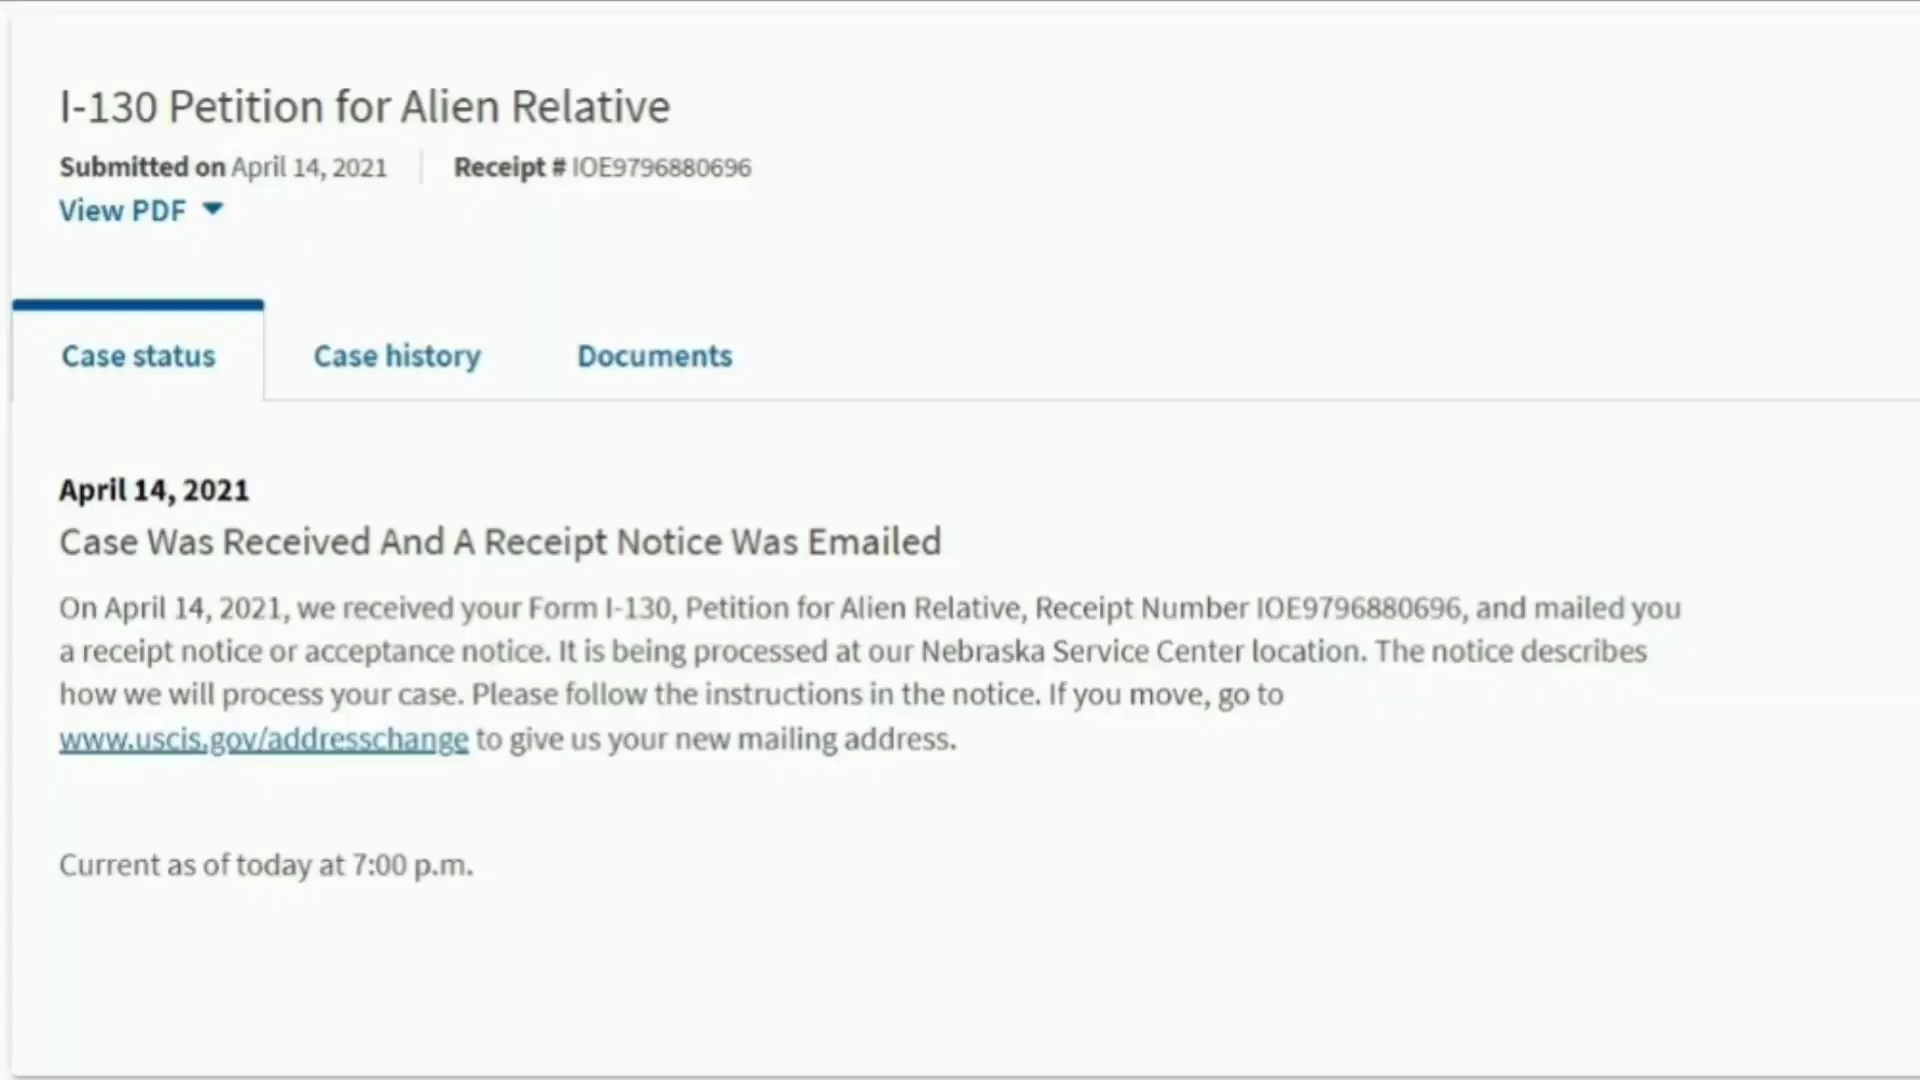 I-130 Petition for Alien Relative
Submitted on April 14, 2021 Receipt # IOE9796880696
View PDF
Case status Case history Documents
April 14, 2021
Case Was Received And A Receipt Notice Was Emailed
On April 14, 2021, we received your Form I-130, Petition for Alien Relative, Receipt Number IOE9796880696, and mailed you
a receipt notice or acceptance notice. It is being processed at our Nebraska Service Center location. The notice describes
how we will process your case. Please follow the instructions in the notice. If you move, go to
www.uscis.gov/addresschange to give us your new mailing address.
Current as of today at 7:00 p.m.